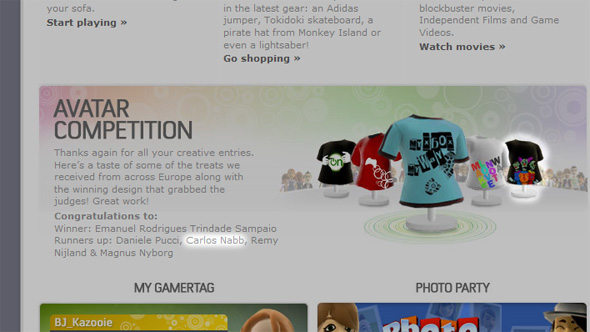 your sofa.
Start playing »
in the latest gear: an Adidas
jumper, Tokidoki skateboard, a
pirate hat from Monkey Island or
even a lightsaber!
Go shopping »
blockbuster movies,
Independent Films and Game
Videos.
Watch movies »
AVATAR
COMPETITION
Thanks again for all your creative entries.
Here's a taste of some of the treats we
received from across Europe along with
the winning design that grabbed the
judges! Great work!
Congratulations to:
Winner: Emanuel Rodrigues Trindade Sampaio
Runners up: Daniele Pucci, Carlos Nabb, Remy
Nijland & Magnus Nyborg
on
MY GAMERTAG
PHOTO PARTY
BJ_Kazooie
Photo